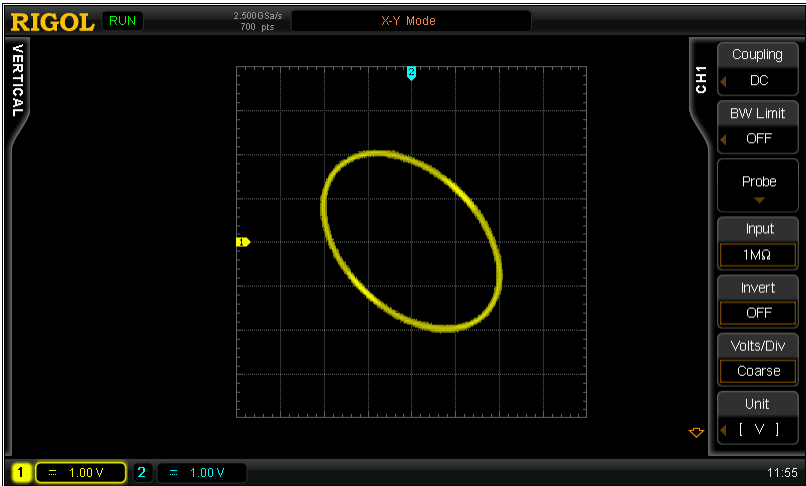 RIGOL RUN 2.500GSa/s X-Y Mode
700 pts
VERTICAL
2
1
CH1
Coupling
DC
BW Limit
OFF
Probe
Input
1MΩ
Invert
OFF
Volts/Div
Coarse
Unit
[ V ]
1 = 1.00 V 2 = 1.00 V 11:55